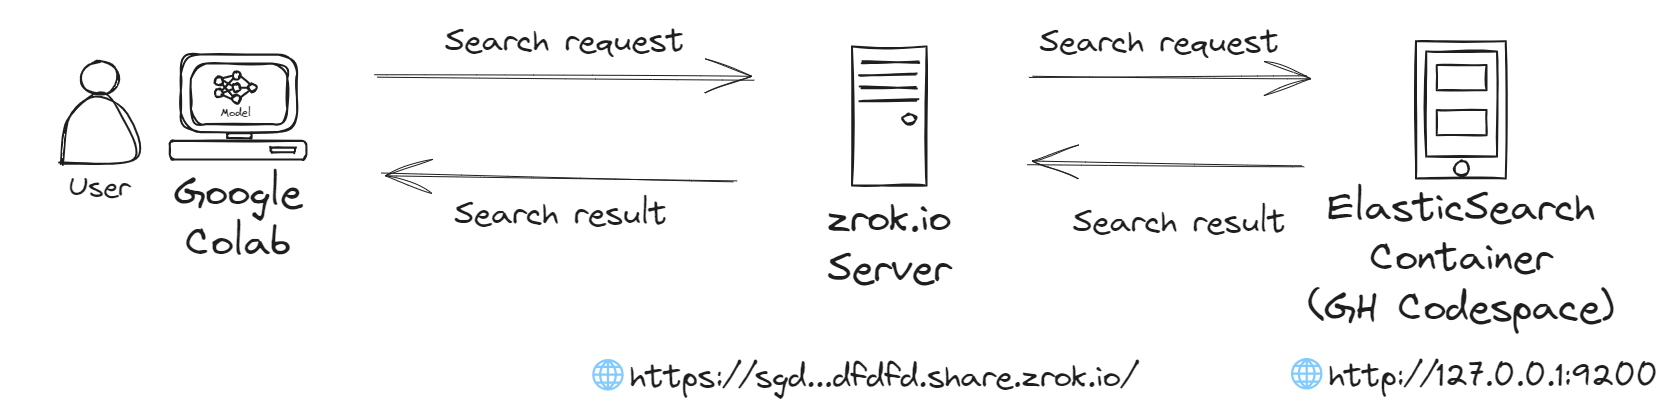 Search request
Search request
Model
User
Google
Colab
Search result
zrok.io
Server
Search result
ElasticSearch
Container
(GH Codespace)
https://sgd...dfdfd.share.zrok.io/
http://127.0.0.1:9200